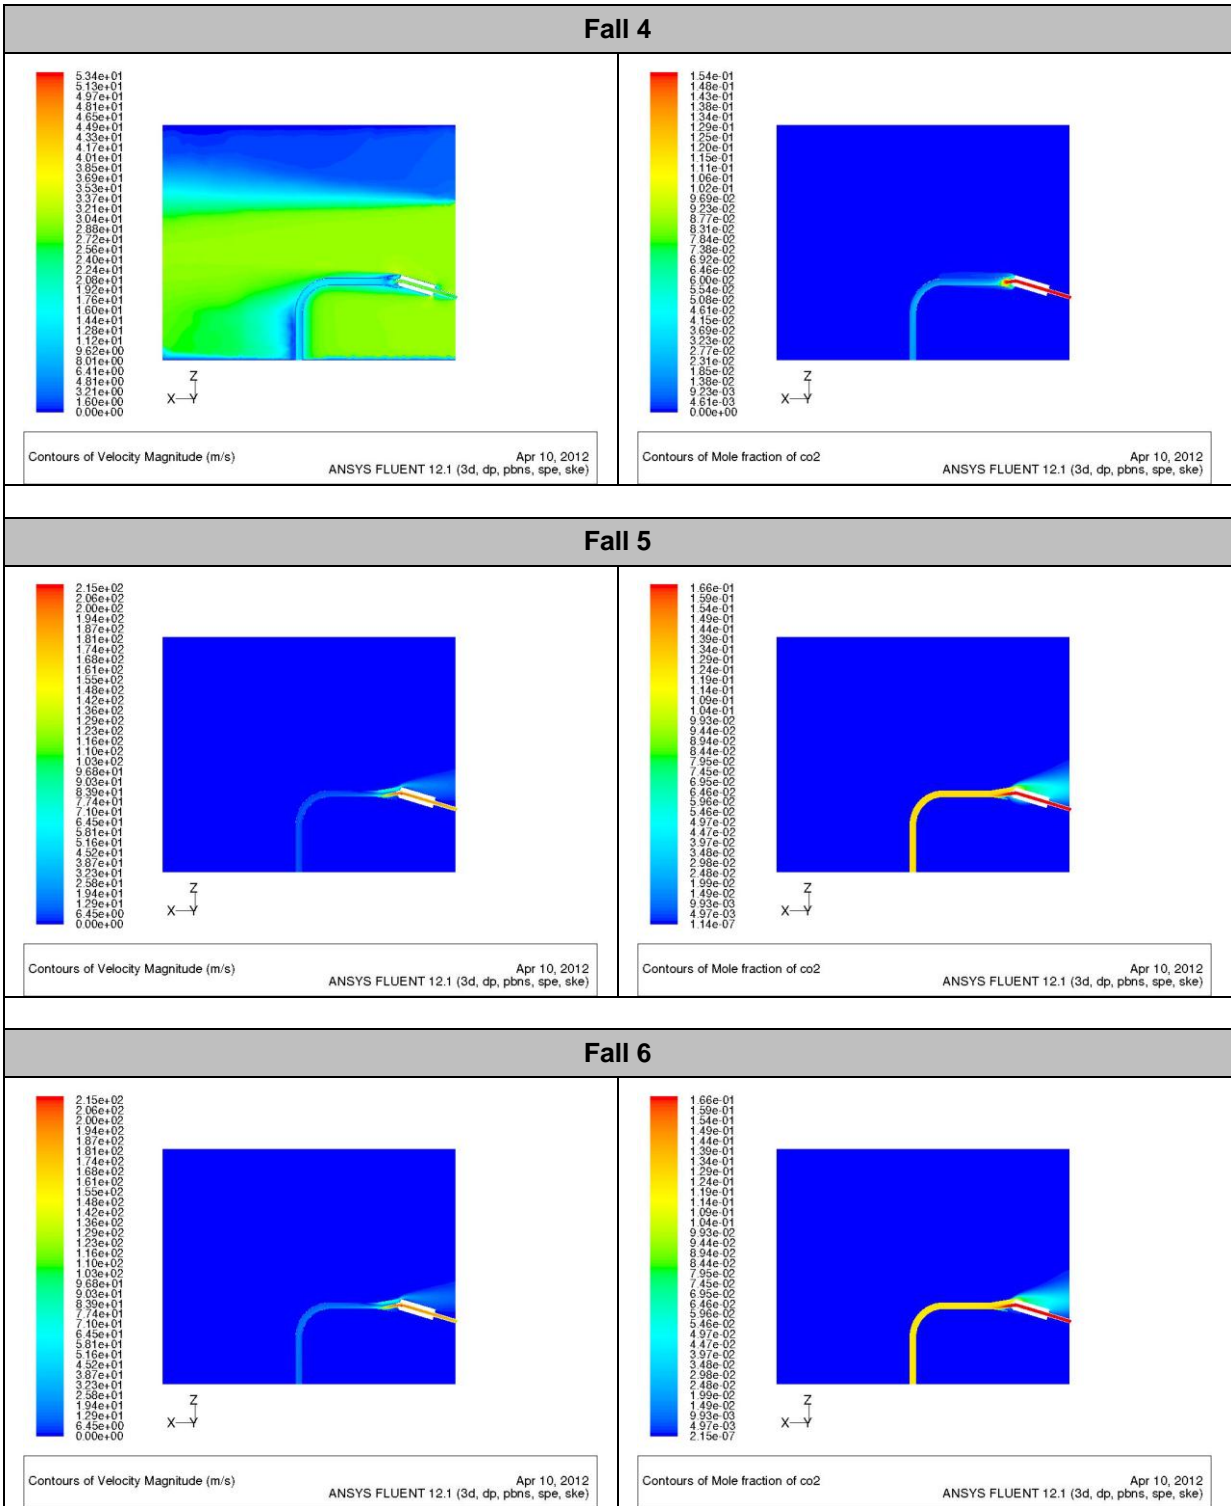 Fall 4
5.34e+01
5.13e+01
4.97e+01
4.81e+01
4.65e+01
4.49e+01
4.33e+01
4.17e+01
4.01e+01
3.85e+01
3.69e+01
3.53e+01
3.37e+01
3.21e+01
3.04e+01
2.88e+01
2.72e+01
2.56e+01
2.40e+01
2.24e+01
2.08e+01
1.92e+01
1.76e+01
1.60e+01
1.44e+01
1.28e+01
1.12e+01
9.62e+00
8.01e+00
6.41e+00
4.81e+00
3.21e+00
1.60e+00
0.00e+00
Z
X Y
Contours of Velocity Magnitude (m/s)
Apr 10, 2012
ANSYS FLUENT 12.1 (3d, dp, pbns, spe, ske)
1.54e-01
1.48e-01
1.43e-01
1.38e-01
1.34e-01
1.29e-01
1.25e-01
1.20e-01
1.15e-01
1.11e-01
1.06e-01
1.02e-01
9.69e-02
9.23e-02
8.77e-02
8.31e-02
7.84e-02
7.38e-02
6.92e-02
6.46e-02
6.00e-02
5.54e-02
5.08e-02
4.61e-02
4.15e-02
3.69e-02
3.23e-02
2.77e-02
2.31e-02
1.85e-02
1.38e-02
9.23e-03
4.61e-03
0.00e+00
Z
X Y
Contours of Mole fraction of co2
Apr 10, 2012
ANSYS FLUENT 12.1 (3d, dp, pbns, spe, ske)
Fall 5
2.15e+02
2.06e+02
2.00e+02
1.94e+02
1.87e+02
1.81e+02
1.74e+02
1.68e+02
1.61e+02
1.55e+02
1.48e+02
1.42e+02
1.36e+02
1.29e+02
1.23e+02
1.16e+02
1.10e+02
1.03e+02
9.68e+01
9.03e+01
8.39e+01
7.74e+01
7.10e+01
6.45e+01
5.81e+01
5.16e+01
4.52e+01
3.87e+01
3.23e+01
2.58e+01
1.94e+01
1.29e+01
6.45e+00
0.00e+00
Z
X Y
Contours of Velocity Magnitude (m/s)
Apr 10, 2012
ANSYS FLUENT 12.1 (3d, dp, pbns, spe, ske)
1.66e-01
1.59e-01
1.54e-01
1.49e-01
1.44e-01
1.39e-01
1.34e-01
1.29e-01
1.24e-01
1.19e-01
1.14e-01
1.09e-01
1.04e-01
9.93e-02
9.44e-02
8.94e-02
8.44e-02
7.95e-02
7.45e-02
6.95e-02
6.46e-02
5.96e-02
5.46e-02
4.97e-02
4.47e-02
3.97e-02
3.48e-02
2.98e-02
2.48e-02
1.99e-02
1.49e-02
9.93e-03
4.97e-03
1.14e-07
Z
X Y
Contours of Mole fraction of co2
Apr 10, 2012
ANSYS FLUENT 12.1 (3d, dp, pbns, spe, ske)
Fall 6
2.15e+02
2.06e+02
2.00e+02
1.94e+02
1.87e+02
1.81e+02
1.74e+02
1.68e+02
1.61e+02
1.55e+02
1.48e+02
1.42e+02
1.36e+02
1.29e+02
1.23e+02
1.16e+02
1.10e+02
1.03e+02
9.68e+01
9.03e+01
8.39e+01
7.74e+01
7.10e+01
6.45e+01
5.81e+01
5.16e+01
4.52e+01
3.87e+01
3.23e+01
2.58e+01
1.94e+01
1.29e+01
6.45e+00
0.00e+00
Z
X Y
Contours of Velocity Magnitude (m/s)
Apr 10, 2012
ANSYS FLUENT 12.1 (3d, dp, pbns, spe, ske)
1.66e-01
1.59e-01
1.54e-01
1.49e-01
1.44e-01
1.39e-01
1.34e-01
1.29e-01
1.24e-01
1.19e-01
1.14e-01
1.09e-01
1.04e-01
9.93e-02
9.44e-02
8.94e-02
8.44e-02
7.95e-02
7.45e-02
6.95e-02
6.46e-02
5.96e-02
5.46e-02
4.97e-02
4.47e-02
3.97e-02
3.48e-02
2.98e-02
2.48e-02
1.99e-02
1.49e-02
9.93e-03
4.97e-03
2.15e-07
Z
X Y
Contours of Mole fraction of co2
Apr 10, 2012
ANSYS FLUENT 12.1 (3d, dp, pbns, spe, ske)